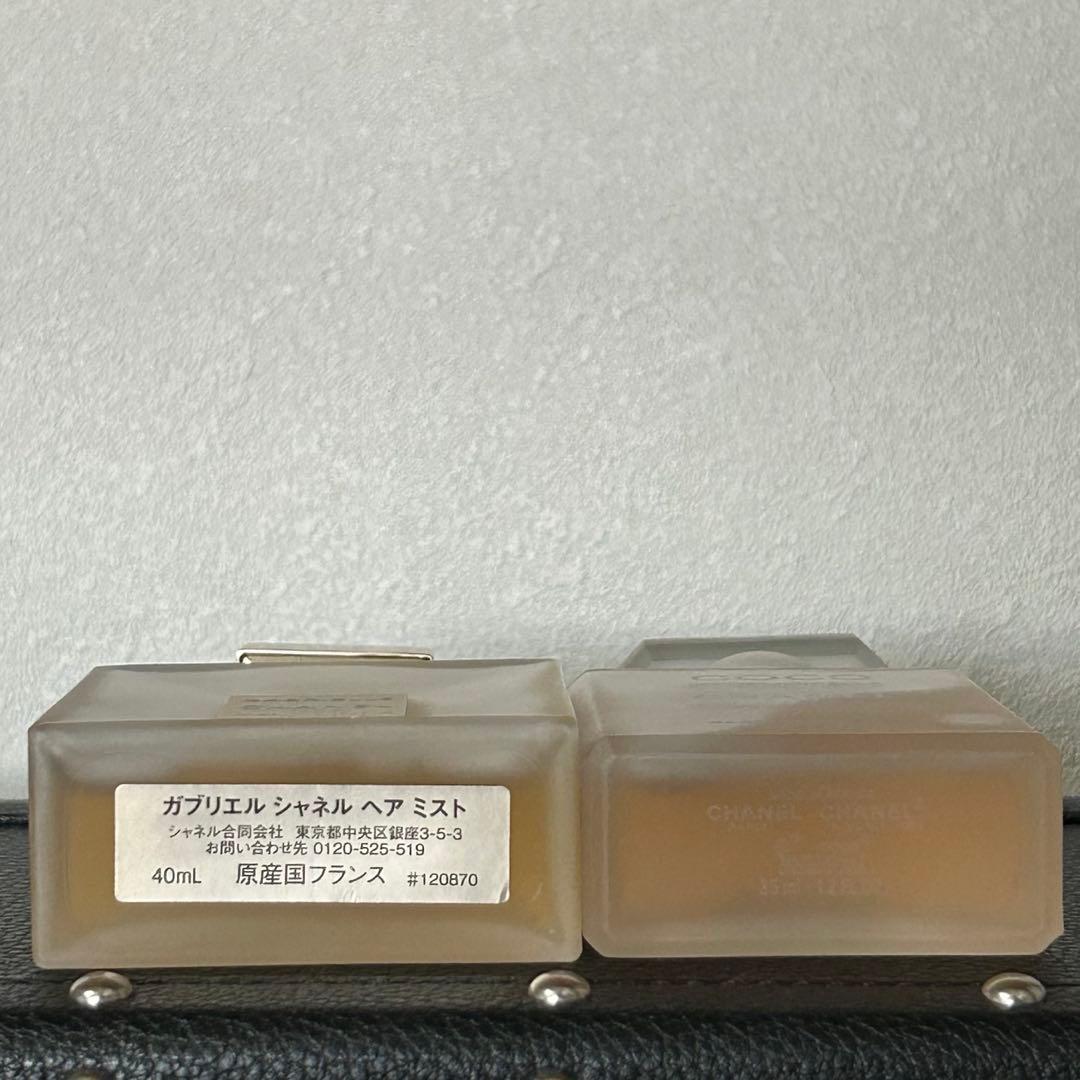 ガブリエル シャネル ヘア ミスト
シャネル合同会社 東京都中央区銀座3-5-3
お問い合わせ先 0120-525-519
40mL 原産国フランス #120870
COCO
CHANEL CHANEL